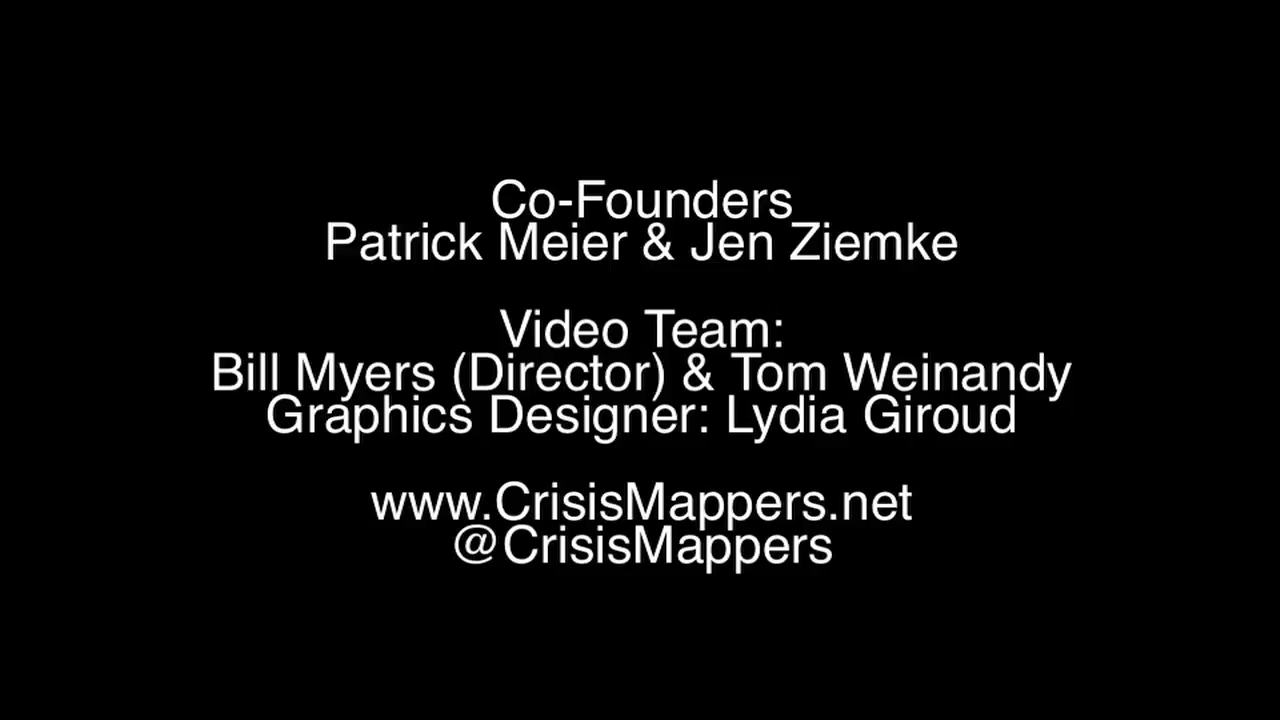 Co-Founders
Patrick Meier & Jen Ziemke
Video Team:
Bill Myers (Director) & Tom Weinandy
Graphics Designer: Lydia Giroud
www.CrisisMappers.net
@CrisisMappers